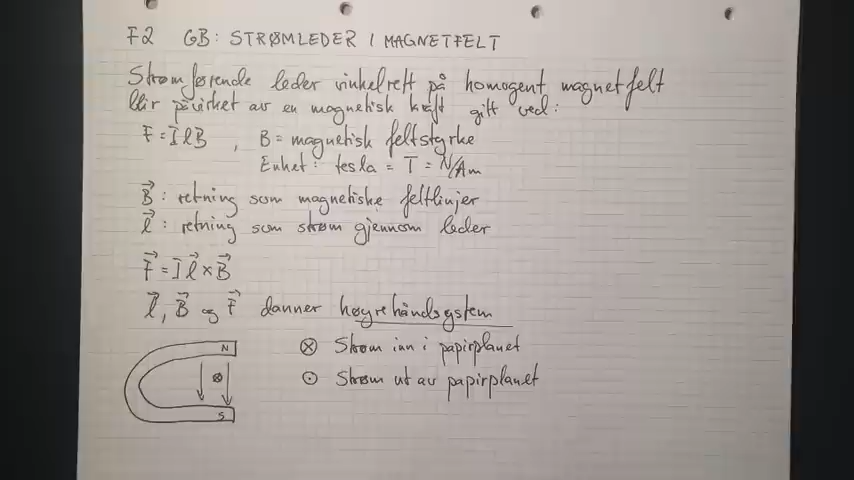 F2 6B: STRØMLEDER I MAGNETFELT
Strømførende leder vinkelrett på homogent magnetfelt
blir påvirket av en magnetisk kraft gitt ved:
F = IlB , B = magnetisk feltstyrke
Enhet: tesla = T = N/Am
B⃗: retning som magnetiske feltlinjer
l⃗: retning som strøm gjennom leder
F⃗ = I l⃗ × B⃗
l⃗, B⃗ og F⃗ danner høyrehåndsystem
N
⊗ Strøm inn i papirplanet
⊗
⊙ Strøm ut av papirplanet
S